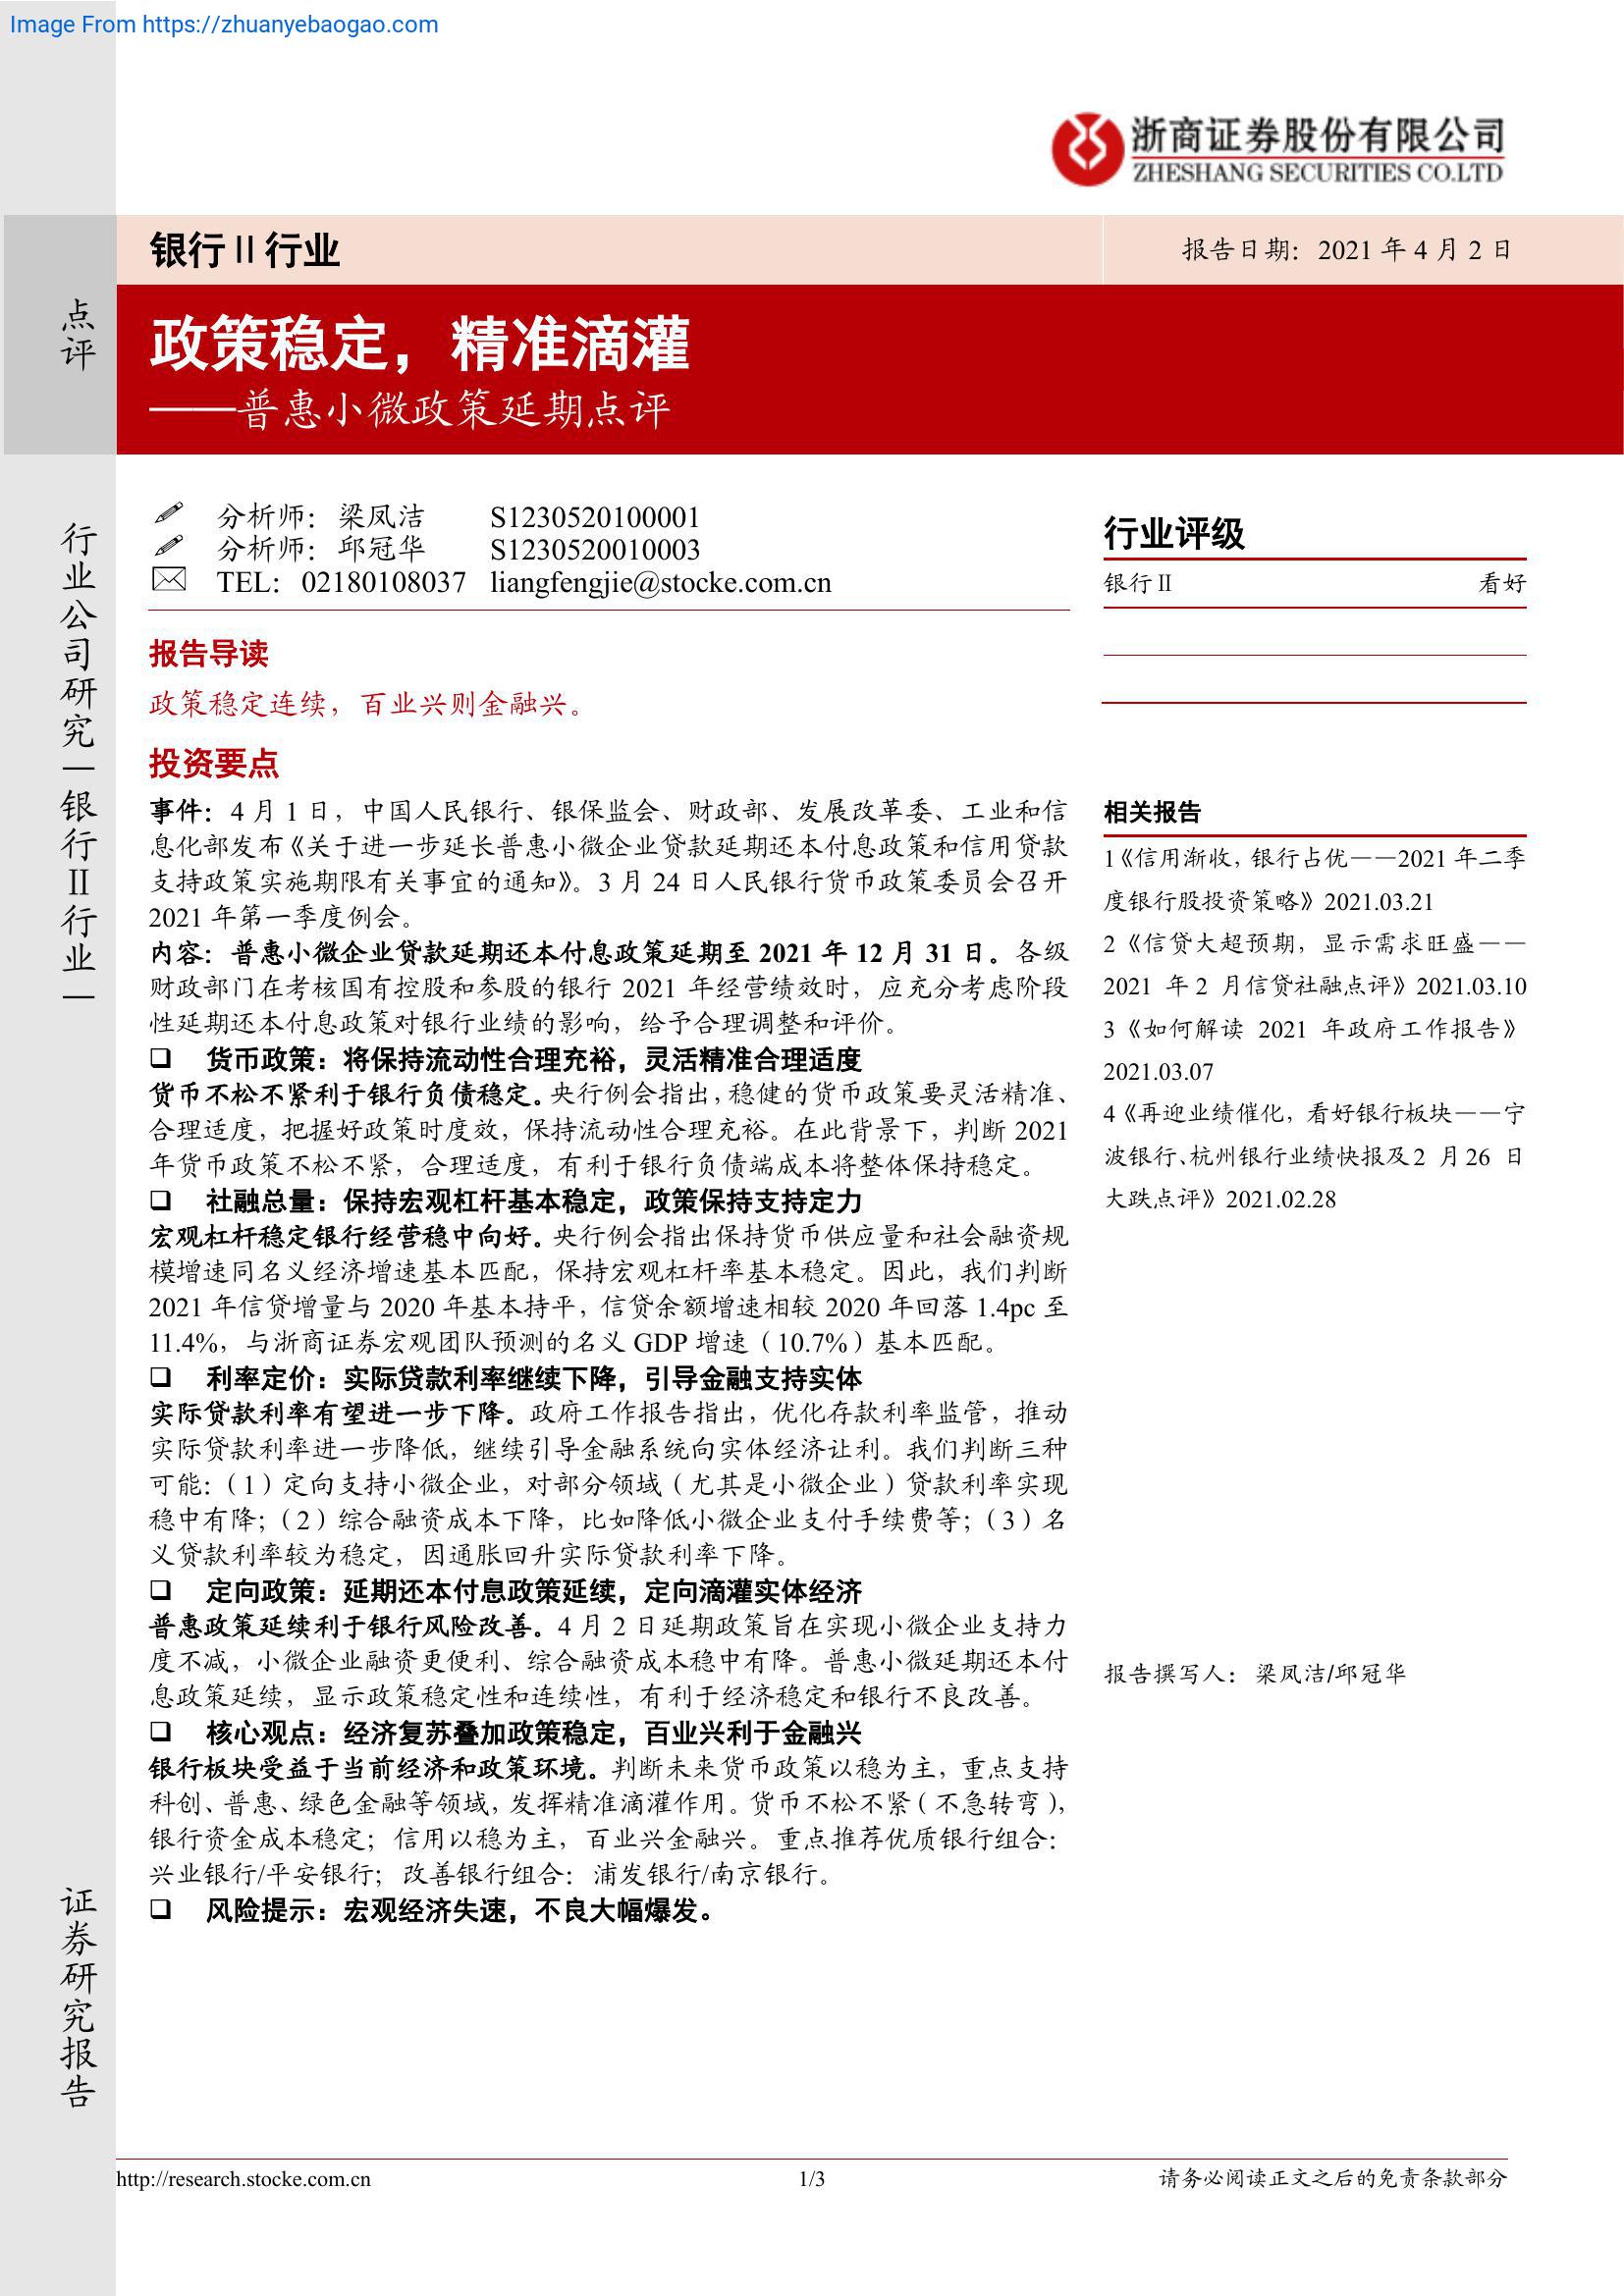 Image From https://zhuanyebaogao.com
浙商证券股份有限公司
ZHESHANG SECURITIES CO.LTD
银行Ⅱ行业
报告日期：2021 年 4 月 2 日
点评
政策稳定，精准滴灌
——普惠小微政策延期点评
行业公司研究｜银行Ⅱ行业｜
分析师：梁凤洁 S1230520100001
分析师：邱冠华 S1230520010003
TEL：02180108037 liangfengjie@stocke.com.cn
报告导读
政策稳定连续，百业兴则金融兴。
投资要点
事件：4 月 1 日，中国人民银行、银保监会、财政部、发展改革委、工业和信
息化部发布《关于进一步延长普惠小微企业贷款延期还本付息政策和信用贷款
支持政策实施期限有关事宜的通知》。3 月 24 日人民银行货币政策委员会召开
2021 年第一季度例会。
内容：普惠小微企业贷款延期还本付息政策延期至 2021 年 12 月 31 日。各级
财政部门在考核国有控股和参股的银行 2021 年经营绩效时，应充分考虑阶段
性延期还本付息政策对银行业绩的影响，给予合理调整和评价。
❑ 货币政策：将保持流动性合理充裕，灵活精准合理适度
货币不松不紧利于银行负债稳定。央行例会指出，稳健的货币政策要灵活精准、
合理适度，把握好政策时度效，保持流动性合理充裕。在此背景下，判断 2021
年货币政策不松不紧，合理适度，有利于银行负债端成本将整体保持稳定。
❑ 社融总量：保持宏观杠杆基本稳定，政策保持支持定力
宏观杠杆稳定银行经营稳中向好。央行例会指出保持货币供应量和社会融资规
模增速同名义经济增速基本匹配，保持宏观杠杆率基本稳定。因此，我们判断
2021 年信贷增量与 2020 年基本持平，信贷余额增速相较 2020 年回落 1.4pc 至
11.4%，与浙商证券宏观团队预测的名义 GDP 增速（10.7%）基本匹配。
❑ 利率定价：实际贷款利率继续下降，引导金融支持实体
实际贷款利率有望进一步下降。政府工作报告指出，优化存款利率监管，推动
实际贷款利率进一步降低，继续引导金融系统向实体经济让利。我们判断三种
可能：（1）定向支持小微企业，对部分领域（尤其是小微企业）贷款利率实现
稳中有降；（2）综合融资成本下降，比如降低小微企业支付手续费等；（3）名
义贷款利率较为稳定，因通胀回升实际贷款利率下降。
❑ 定向政策：延期还本付息政策延续，定向滴灌实体经济
普惠政策延续利于银行风险改善。4 月 2 日延期政策旨在实现小微企业支持力
度不减，小微企业融资更便利、综合融资成本稳中有降。普惠小微延期还本付
息政策延续，显示政策稳定性和连续性，有利于经济稳定和银行不良改善。
❑ 核心观点：经济复苏叠加政策稳定，百业兴利于金融兴
银行板块受益于当前经济和政策环境。判断未来货币政策以稳为主，重点支持
科创、普惠、绿色金融等领域，发挥精准滴灌作用。货币不松不紧（不急转弯），
银行资金成本稳定；信用以稳为主，百业兴金融兴。重点推荐优质银行组合：
兴业银行/平安银行；改善银行组合：浦发银行/南京银行。
❑ 风险提示：宏观经济失速，不良大幅爆发。
行业评级
银行Ⅱ 看好
相关报告
1《信用渐收，银行占优——2021 年二季
度银行股投资策略》2021.03.21
2《信贷大超预期，显示需求旺盛——
2021 年 2 月信贷社融点评》2021.03.10
3《如何解读 2021 年政府工作报告》
2021.03.07
4《再迎业绩催化，看好银行板块——宁
波银行、杭州银行业绩快报及 2 月 26 日
大跌点评》2021.02.28
报告撰写人：梁凤洁/邱冠华
证券研究报告
http://research.stocke.com.cn
1/3
请务必阅读正文之后的免责条款部分